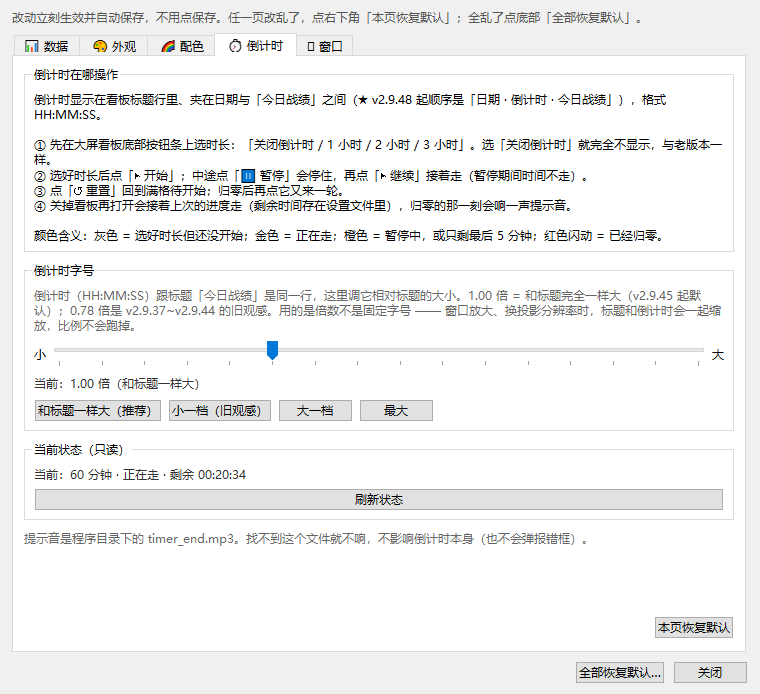 改动立刻生效并自动保存，不用点保存。任一页改乱了，点右下角「本页恢复默认」；全乱了点底部「全部恢复默认」。
数据 外观 配色 倒计时 窗口
倒计时在哪操作
倒计时显示在看板标题行里、夹在日期与「今日战绩」之间（★ v2.9.48 起顺序是「日期 · 倒计时 · 今日战绩」），格式
HH:MM:SS。
① 先在大屏看板底部按钮条上选时长：「关闭倒计时 / 1 小时 / 2 小时 / 3 小时」。选「关闭倒计时」就完全不显示，与老版本一
样。
② 选好时长后点「▶ 开始」；中途点「⏸ 暂停」会停住，再点「▶ 继续」接着走（暂停期间时间不走）。
③ 点「↺ 重置」回到满格待开始；归零后再点它又来一轮。
④ 关掉看板再打开会接着上次的进度走（剩余时间存在设置文件里），归零的那一刻会响一声提示音。
颜色含义：灰色 = 选好时长但还没开始；金色 = 正在走；橙色 = 暂停中，或只剩最后 5 分钟；红色闪动 = 已经归零。
倒计时字号
倒计时（HH:MM:SS）跟标题「今日战绩」是同一行，这里调它相对标题的大小。1.00 倍 = 和标题完全一样大（v2.9.45 起默
认）；0.78 倍是 v2.9.37~v2.9.44 的旧观感。用的是倍数不是固定字号 —— 窗口放大、换投影分辨率时，标题和倒计时会一起缩
放，比例不会跑掉。
小 大
当前：1.00 倍（和标题一样大）
和标题一样大（推荐） 小一档（旧观感） 大一档 最大
当前状态（只读）
当前：60 分钟 · 正在走 · 剩余 00:20:34
刷新状态
提示音是程序目录下的 timer_end.mp3。找不到这个文件就不响，不影响倒计时本身（也不会弹报错框）。
本页恢复默认
全部恢复默认... 关闭